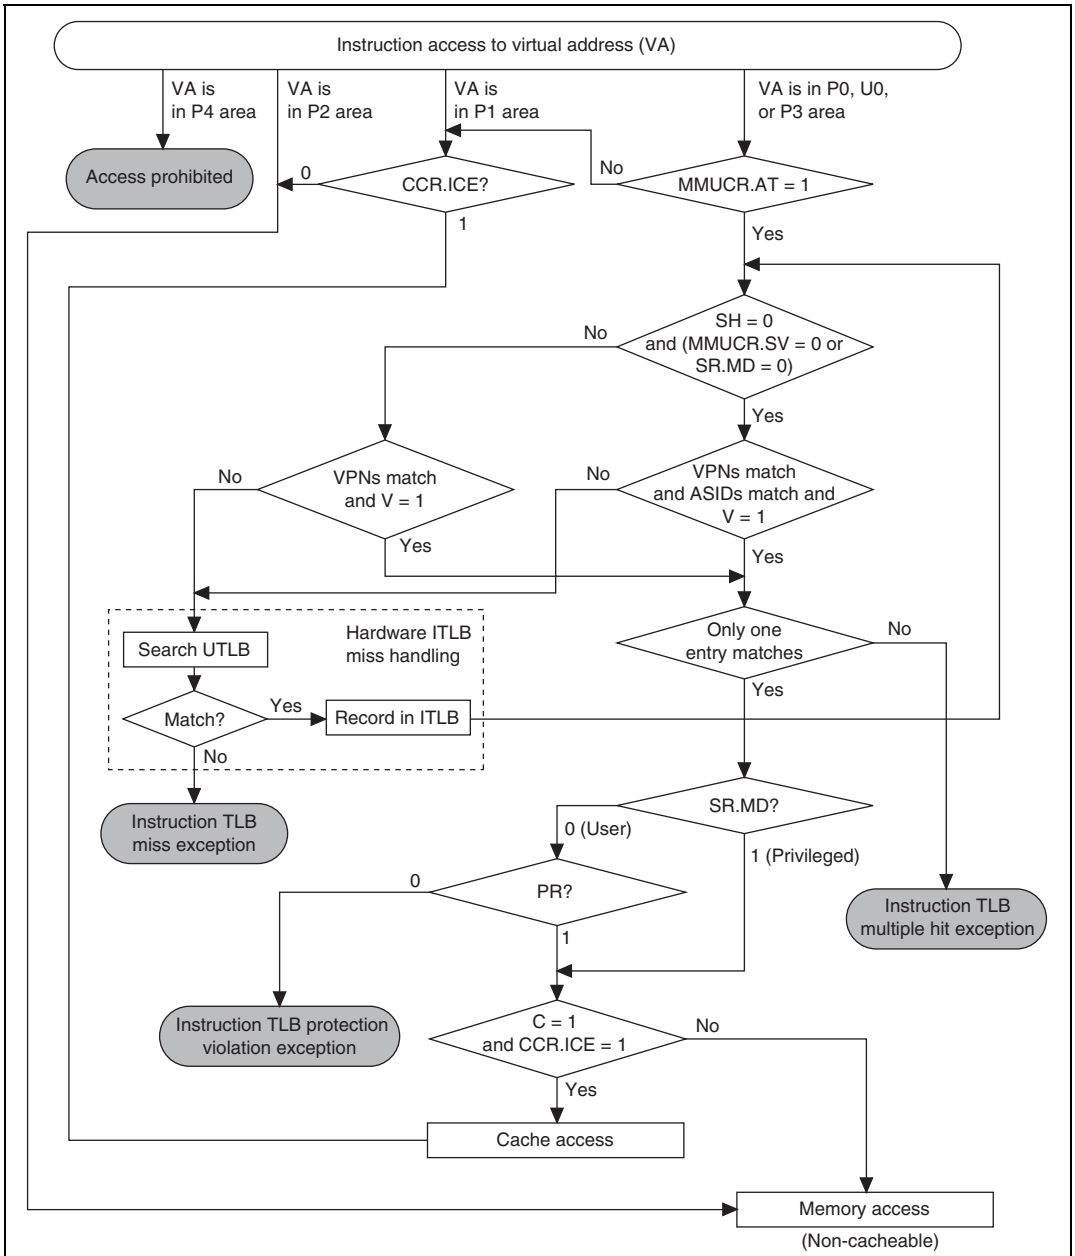 Instruction access to virtual address (VA)
VA is
in P4 area
VA is
in P2 area
VA is
in P1 area
VA is in P0, U0,
or P3 area
Access prohibited
0
CCR.ICE?
1
No
MMUCR.AT = 1
Yes
No
SH = 0
and (MMUCR.SV = 0 or
SR.MD = 0)
Yes
No
VPNs match
and V = 1
Yes
No
VPNs match
and ASIDs match and
V = 1
Yes
Hardware ITLB
miss handling
Search UTLB
Match?
Yes
Record in ITLB
No
Only one
entry matches
No
Yes
Instruction TLB
miss exception
SR.MD?
0 (User)
1 (Privileged)
0
PR?
1
Instruction TLB
multiple hit exception
Instruction TLB protection
violation exception
C = 1
and CCR.ICE = 1
No
Yes
Cache access
Memory access
(Non-cacheable)